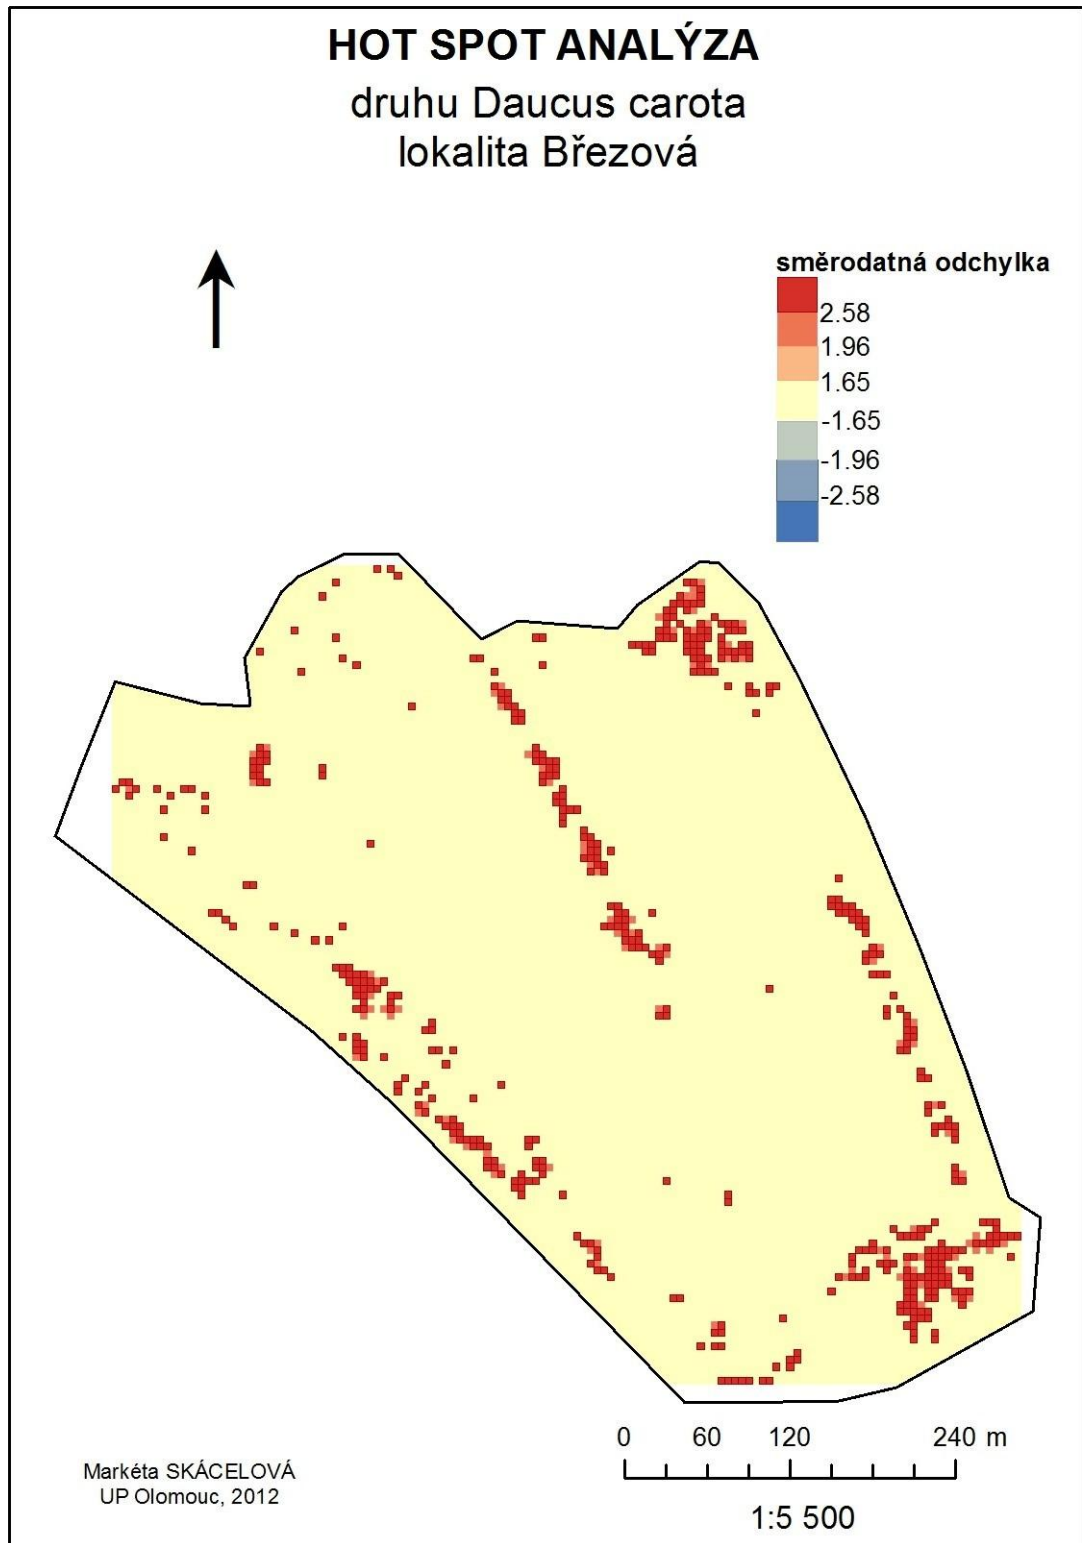 HOT SPOT ANALÝZA
druhu Daucus carota
lokalita Březová
směrodatná odchylka
2.58
1.96
1.65
-1.65
-1.96
-2.58
0 60 120 240 m
1:5 500
Markéta SKÁCELOVÁ
UP Olomouc, 2012